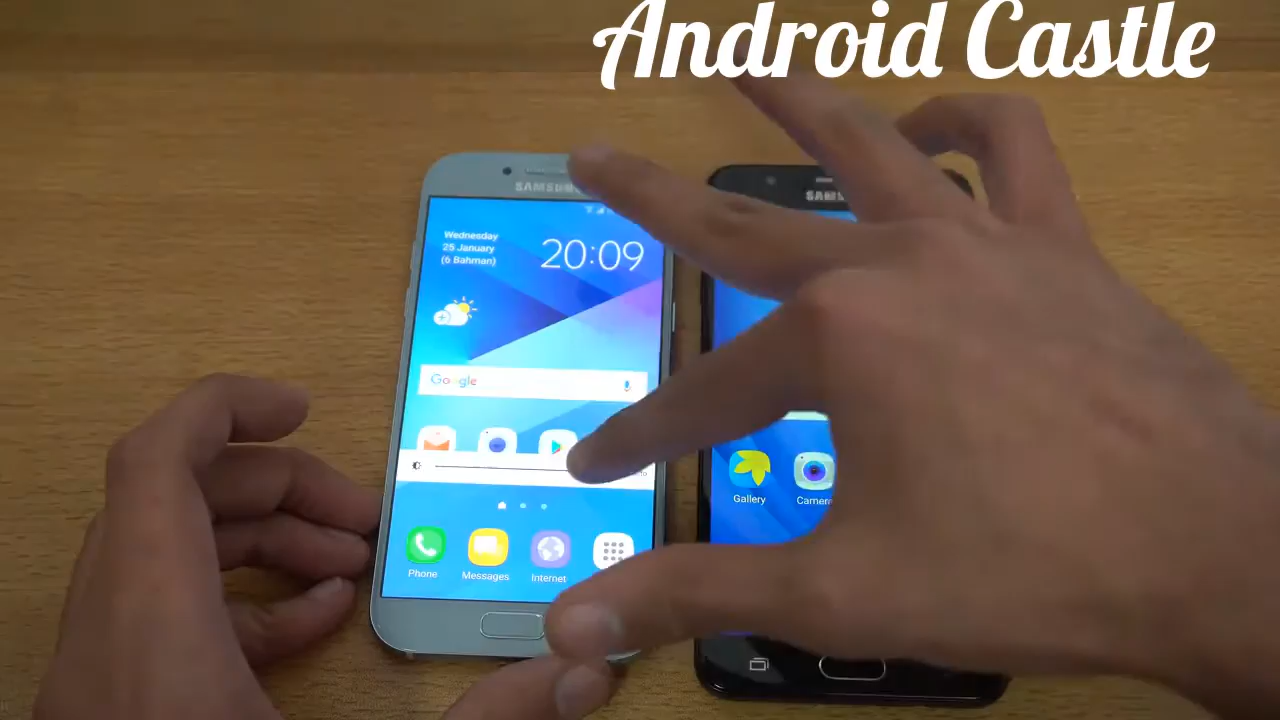 Android Castle
SAMSUNG
SAMSUNG
Wednesday
25 January
(6 Bahman)
20:09
Google
Gallery
Camera
Phone
Messages
Internet